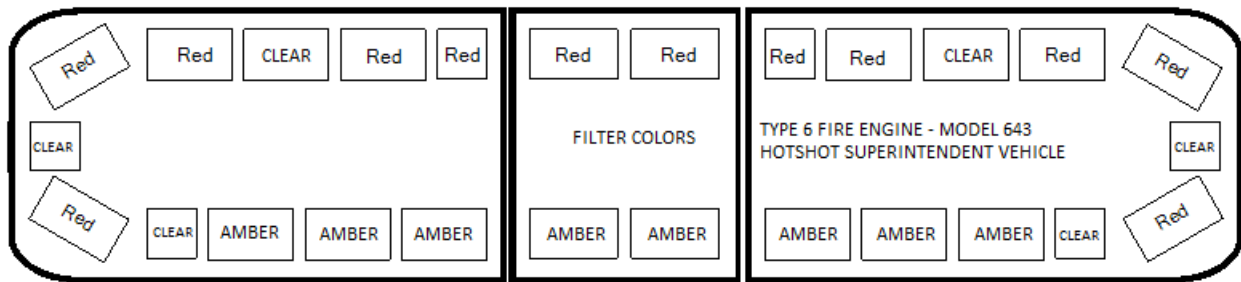 Red Red CLEAR Red Red Red Red Red Red CLEAR Red Red
CLEAR FILTER COLORS TYPE 6 FIRE ENGINE - MODEL 643 CLEAR
HOTSHOT SUPERINTENDENT VEHICLE
Red CLEAR AMBER AMBER AMBER AMBER AMBER AMBER AMBER AMBER CLEAR Red